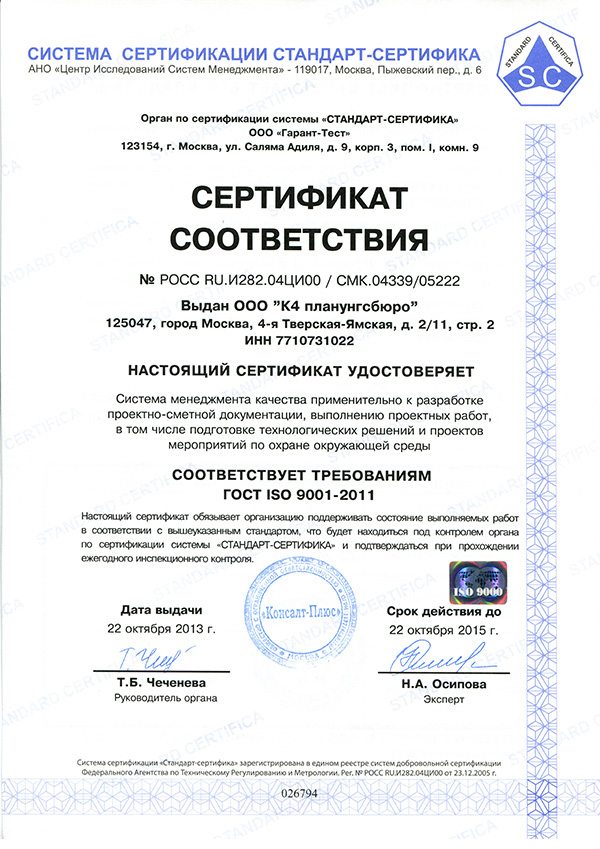 СИСТЕМА СЕРТИФИКАЦИИ СТАНДАРТ-СЕРТИФИКА
АНО «Центр Исследований Систем Менеджмента» - 119017, Москва, Пыжевский пер., д. 6
STANDARD CERTIFICA
SC
Орган по сертификации системы «СТАНДАРТ-СЕРТИФИКА»
ООО «Гарант-Тест»
123154, г. Москва, ул. Саляма Адиля, д. 9, корп. 3, пом. I, комн. 9
СЕРТИФИКАТ
СООТВЕТСТВИЯ
№ РОСС RU.И282.04ЦИ00 / СМК.04339/05222
Выдан ООО "К4 планунгсбюро"
125047, город Москва, 4-я Тверская-Ямская, д. 2/11, стр. 2
ИНН 7710731022
НАСТОЯЩИЙ СЕРТИФИКАТ УДОСТОВЕРЯЕТ
Система менеджмента качества применительно к разработке
проектно-сметной документации, выполнению проектных работ,
в том числе подготовке технологических решений и проектов
мероприятий по охране окружающей среды
СООТВЕТСТВУЕТ ТРЕБОВАНИЯМ
ГОСТ ISO 9001-2011
Настоящий сертификат обязывает организацию поддерживать состояние выполняемых работ
в соответствии с вышеуказанным стандартом, что будет находиться под контролем органа
по сертификации системы «СТАНДАРТ-СЕРТИФИКА» и подтверждаться при прохождении
ежегодного инспекционного контроля.
ISO 9000
«Консалт-Плюс»
МОСКВА
Дата выдачи
22 октября 2013 г.
Срок действия до
22 октября 2015 г.
Т.Б. Чеченева
Руководитель органа
Н.А. Осипова
Эксперт
Система сертификации «Стандарт-сертифика» зарегистрирована в едином реестре систем добровольной сертификации
Федерального Агентства по Техническому Регулированию и Метрологии. Рег. № РОСС RU.И282.04ЦИ00 от 23.12.2005 г.
026794